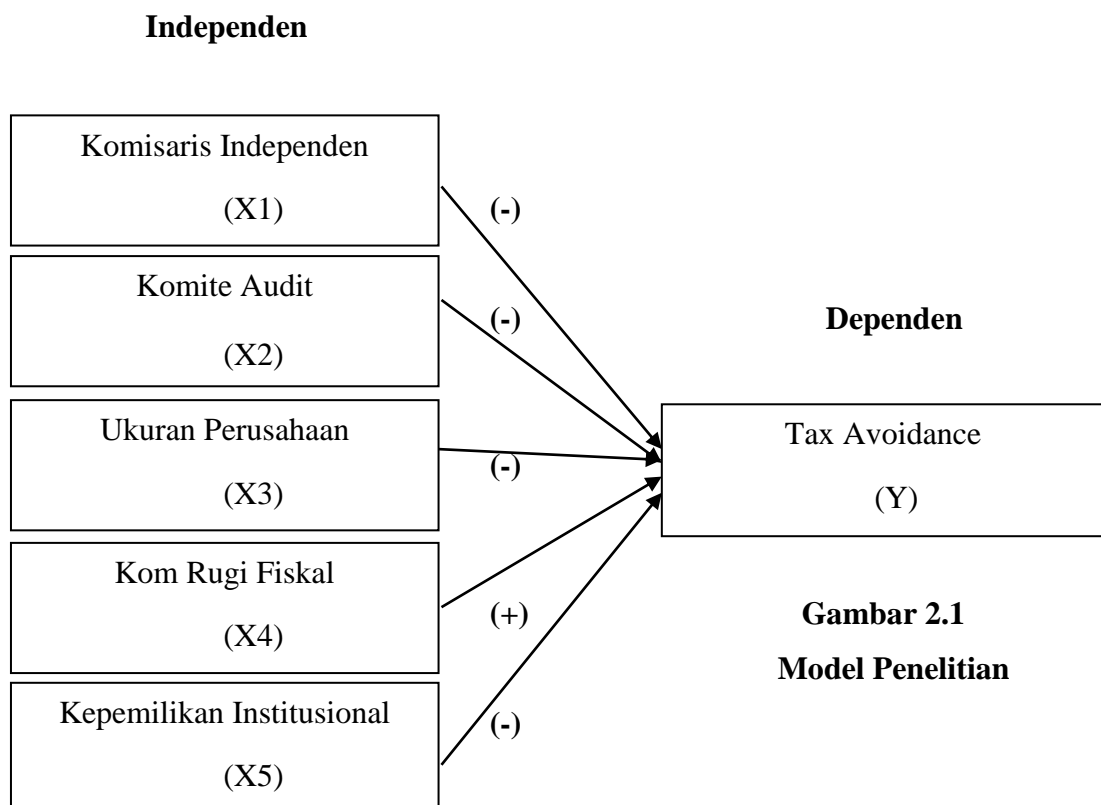 Independen
Komisaris Independen
(X1)
(-)
Komite Audit
(X2)
(-)
Dependen
Ukuran Perusahaan
(X3)
(-)
Tax Avoidance
(Y)
Kom Rugi Fiskal
(X4)
(+)
Gambar 2.1
Model Penelitian
Kepemilikan Institusional
(X5)
(-)